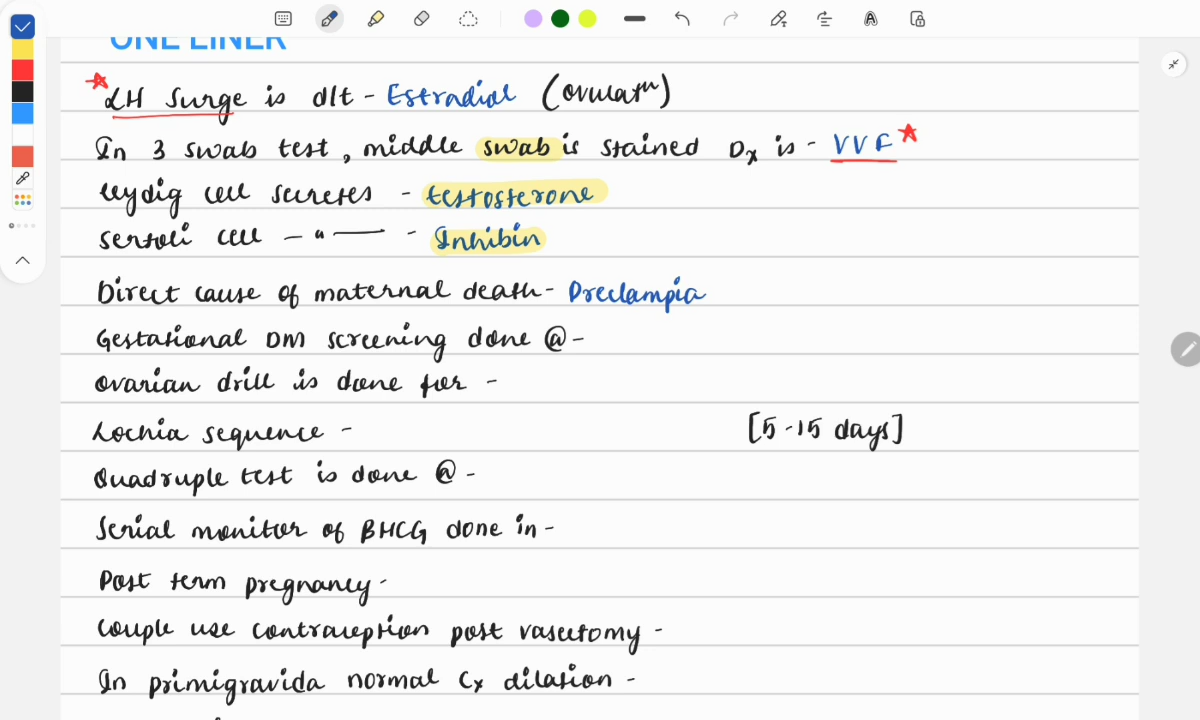 ONE LINER
LH Surge is d/t - Estradiol (ovulatn)
In 3 swab test, middle swab is stained Dx is - VVF
leydig cell secretes - testosterone
sertoli cell — " —— - Inhibin
Direct cause of maternal death - Preclampia
Gestational DM screening done @ -
Ovarian drill is done for -
Lochia sequence - [5-15 days]
Quadruple test is done @ -
Serial monitor of BHCG done in -
Post term pregnancy -
Couple use contraception post vasectomy -
In primigravida normal Cx dilation -